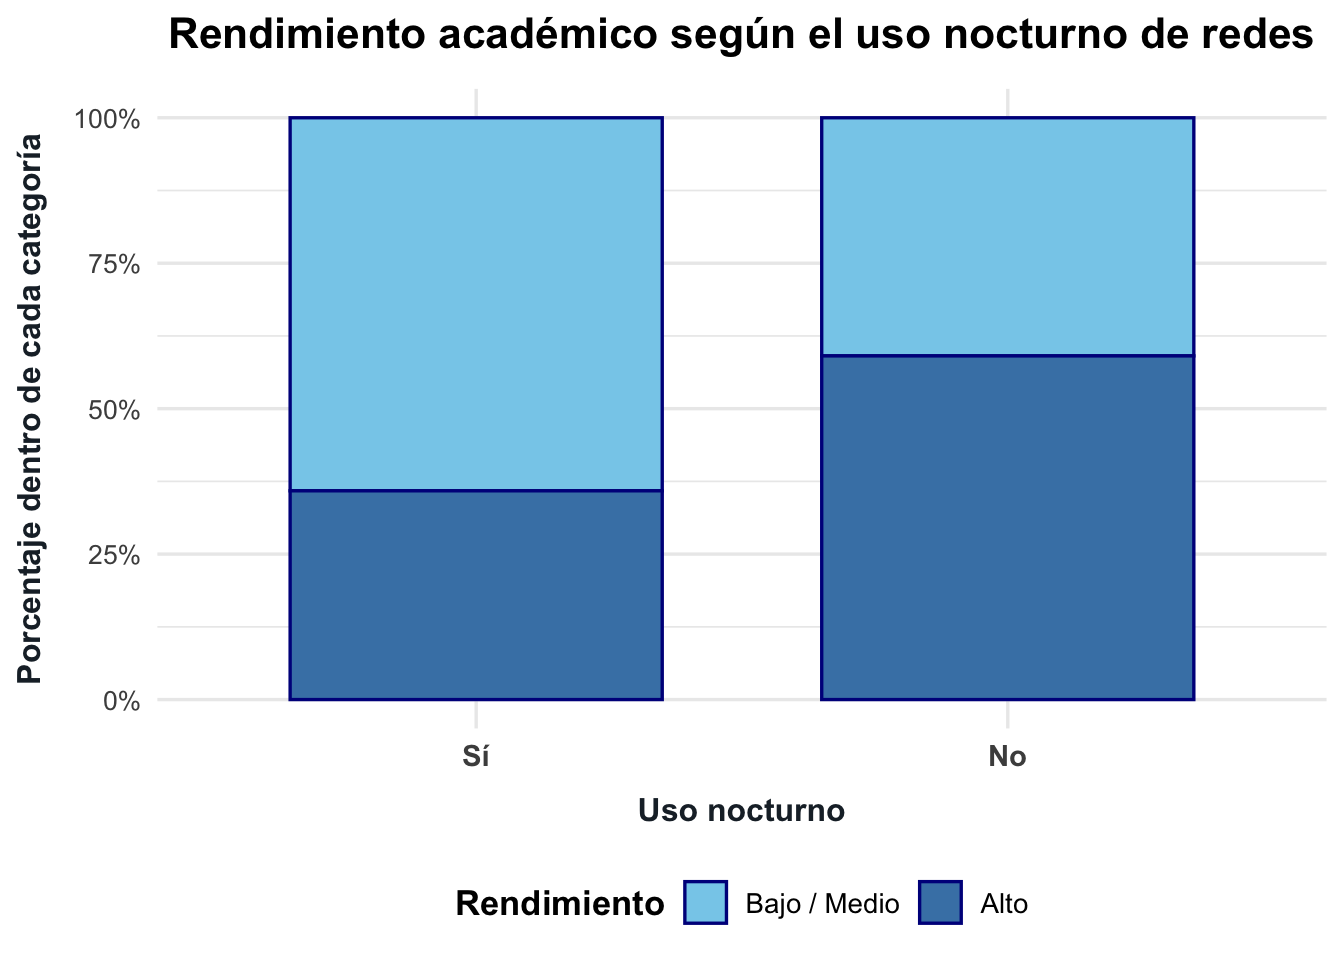 Rendimiento académico según el uso nocturno de redes
Porcentaje dentro de cada categoría
100%
75%
50%
25%
0%
Sí
No
Uso nocturno
Rendimiento
Bajo / Medio
Alto